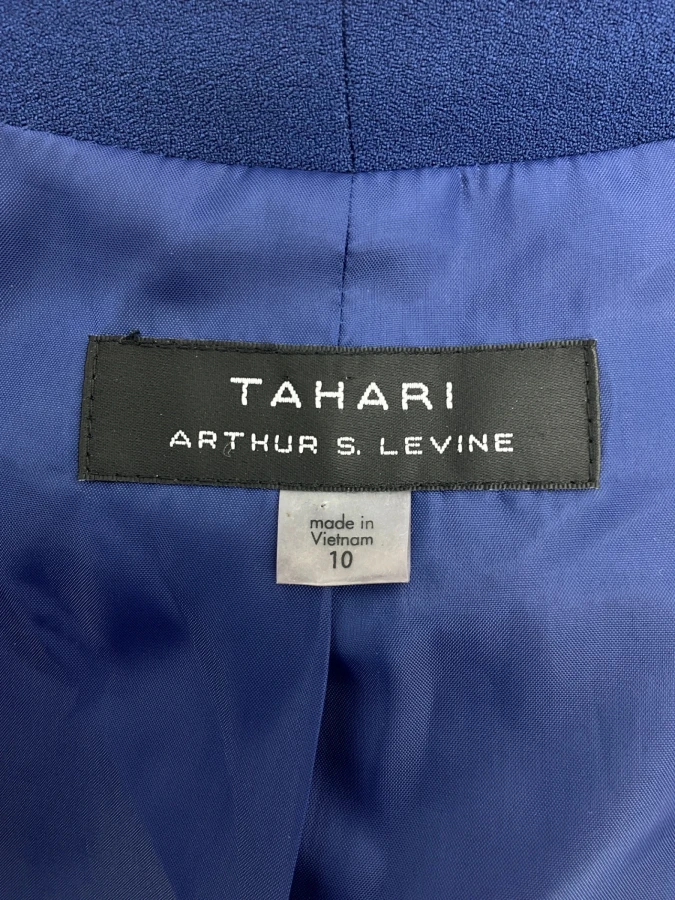 TAHARI
ARTHUR S. LEVINE
made in
Vietnam
10